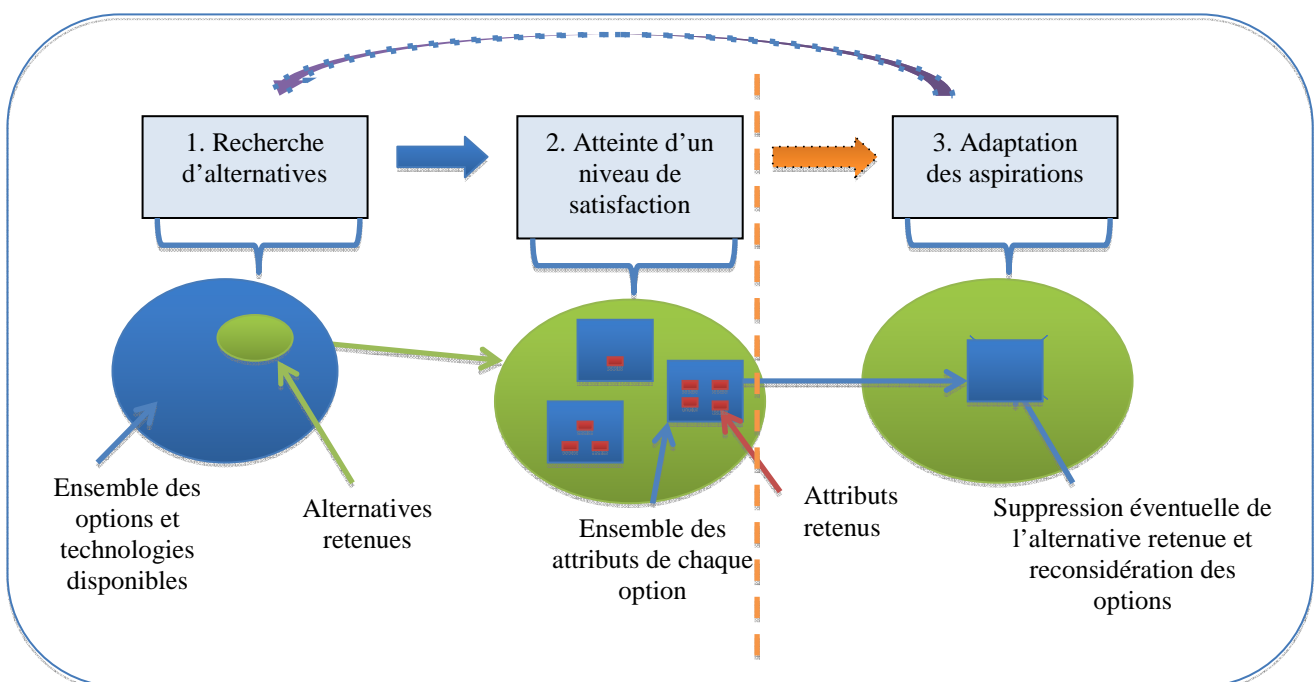 1. Recherche
d'alternatives
2. Atteinte d'un
niveau de
satisfaction
3. Adaptation
des aspirations
Ensemble des
options et
technologies
disponibles
Alternatives
retenues
Ensemble des
attributs de chaque
option
Attributs
retenus
Suppression éventuelle de
l'alternative retenue et
reconsidération des
options